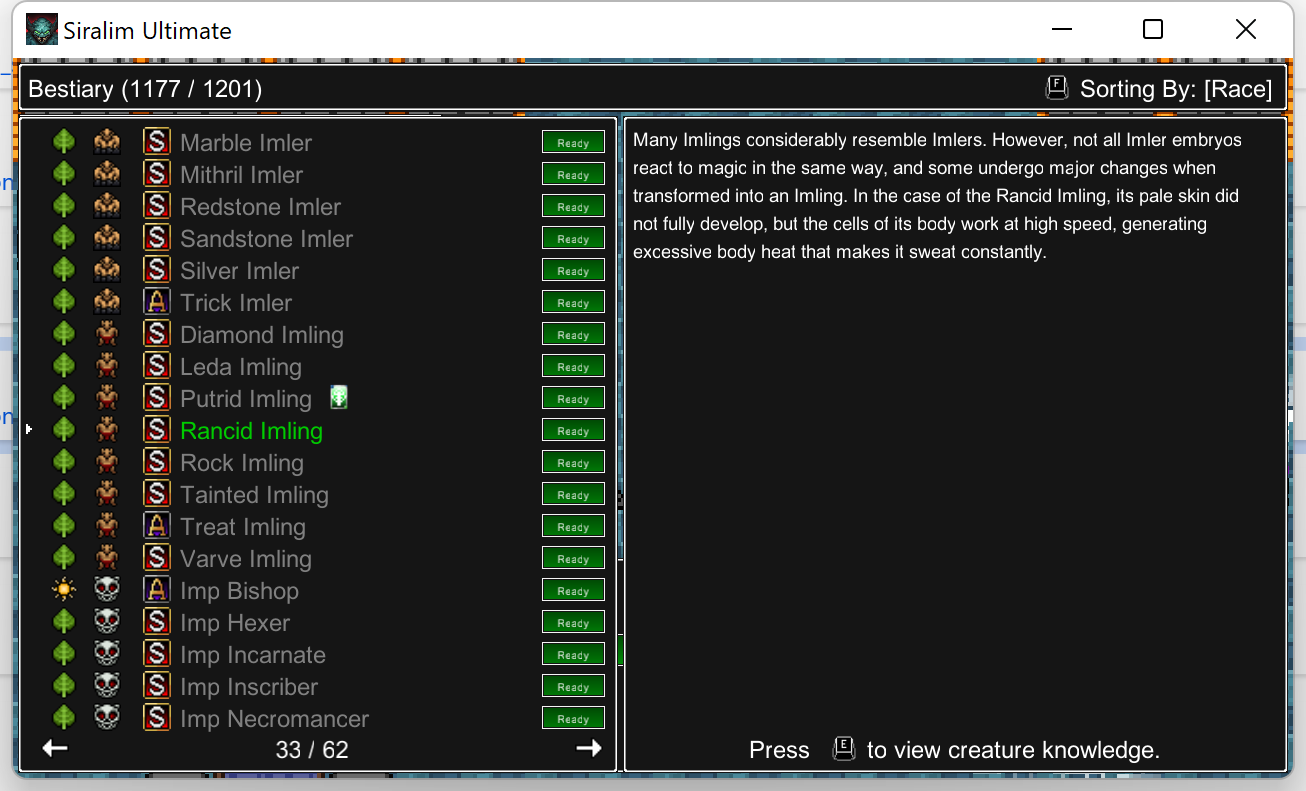 Siralim Ultimate
Bestiary (1177 / 1201)
F Sorting By: [Race]
S Marble Imler Ready
S Mithril Imler Ready
S Redstone Imler Ready
S Sandstone Imler Ready
S Silver Imler Ready
A Trick Imler Ready
S Diamond Imling Ready
S Leda Imling Ready
S Putrid Imling Ready
S Rancid Imling Ready
S Rock Imling Ready
S Tainted Imling Ready
A Treat Imling Ready
S Varve Imling Ready
A Imp Bishop Ready
S Imp Hexer Ready
S Imp Incarnate Ready
S Imp Inscriber Ready
S Imp Necromancer Ready
33 / 62
Many Imlings considerably resemble Imlers. However, not all Imler embryos
react to magic in the same way, and some undergo major changes when
transformed into an Imling. In the case of the Rancid Imling, its pale skin did
not fully develop, but the cells of its body work at high speed, generating
excessive body heat that makes it sweat constantly.
Press E to view creature knowledge.